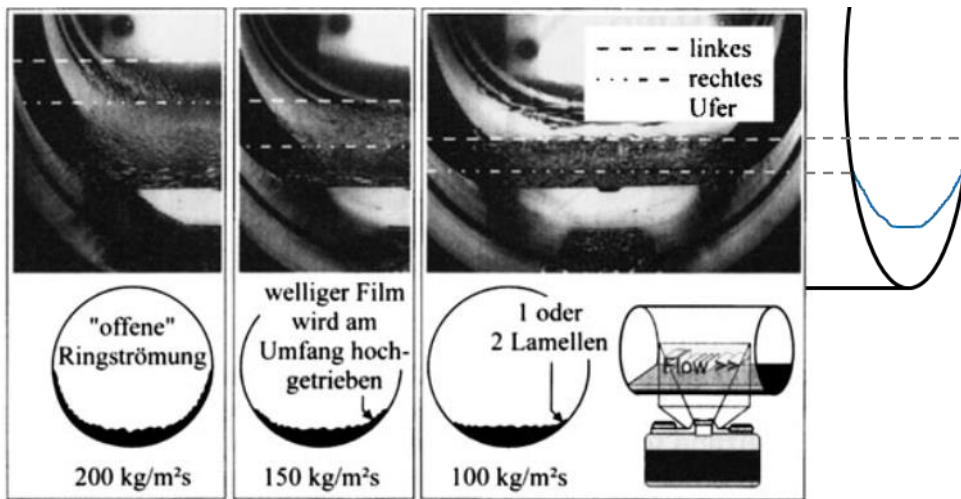 linkes
rechtes
Ufer
"offene"
Ringströmung
200 kg/m²s
welliger Film
wird am
Umfang hoch-
getrieben
150 kg/m²s
1 oder
2 Lamellen
100 kg/m²s
Flow >>